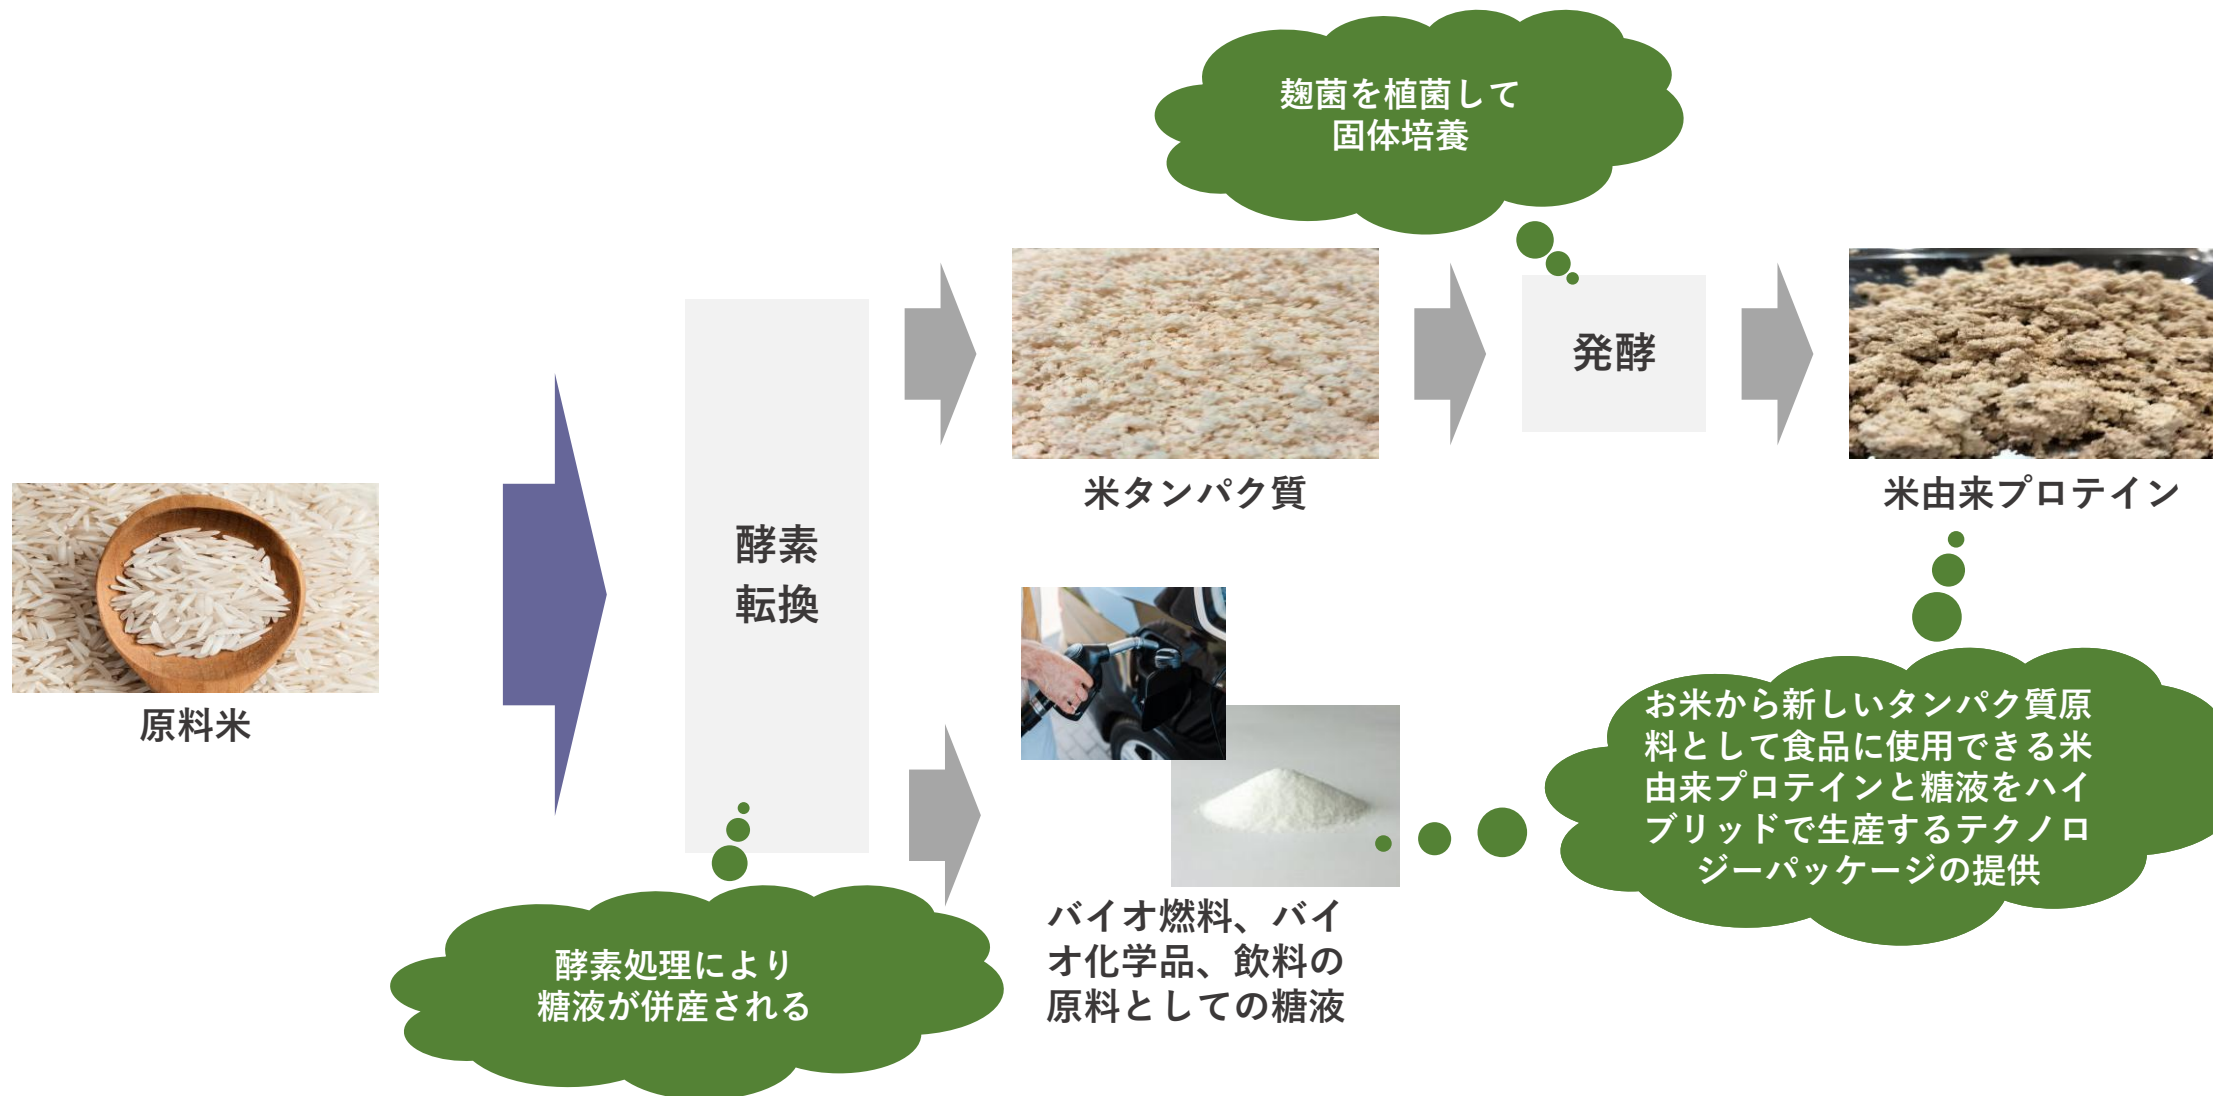 麹菌を植菌して
固体培養
発酵
米タンパク質
米由来プロテイン
酵素
転換
原料米
お米から新しいタンパク質原
料として食品に使用できる米
由来プロテインと糖液をハイ
ブリッドで生産するテクノロ
ジーパッケージの提供
バイオ燃料、バイ
オ化学品、飲料の
原料としての糖液
酵素処理により
糖液が併産される